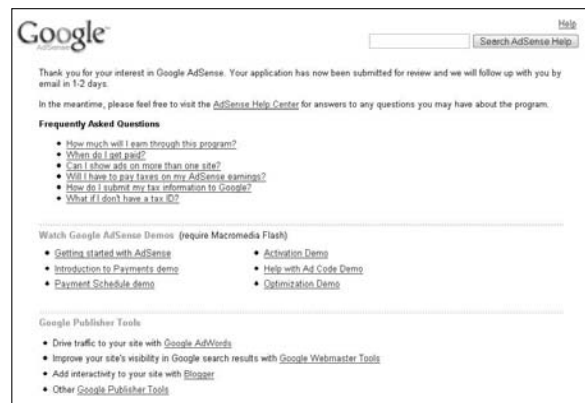 Google
AdSense
Help
Search AdSense Help
Thank you for your interest in Google AdSense. Your application has now been submitted for review and we will follow up with you by
email in 1-2 days.
In the meantime, please feel free to visit the AdSense Help Center for answers to any questions you may have about the program.
Frequently Asked Questions
• How much will I earn through this program?
• When do I get paid?
• Can I show ads on more than one site?
• Will I have to pay taxes on my AdSense earnings?
• How do I submit my tax information to Google?
• What if I don't have a tax ID?
Watch Google AdSense Demos (require Macromedia Flash)
• Getting started with AdSense
• Introduction to Payments demo
• Payment Schedule demo
• Activation Demo
• Help with Ad Code Demo
• Optimization Demo
Google Publisher Tools
• Drive traffic to your site with Google AdWords
• Improve your site's visibility in Google search results with Google Webmaster Tools
• Add interactivity to your site with Blogger
• Other Google Publisher Tools